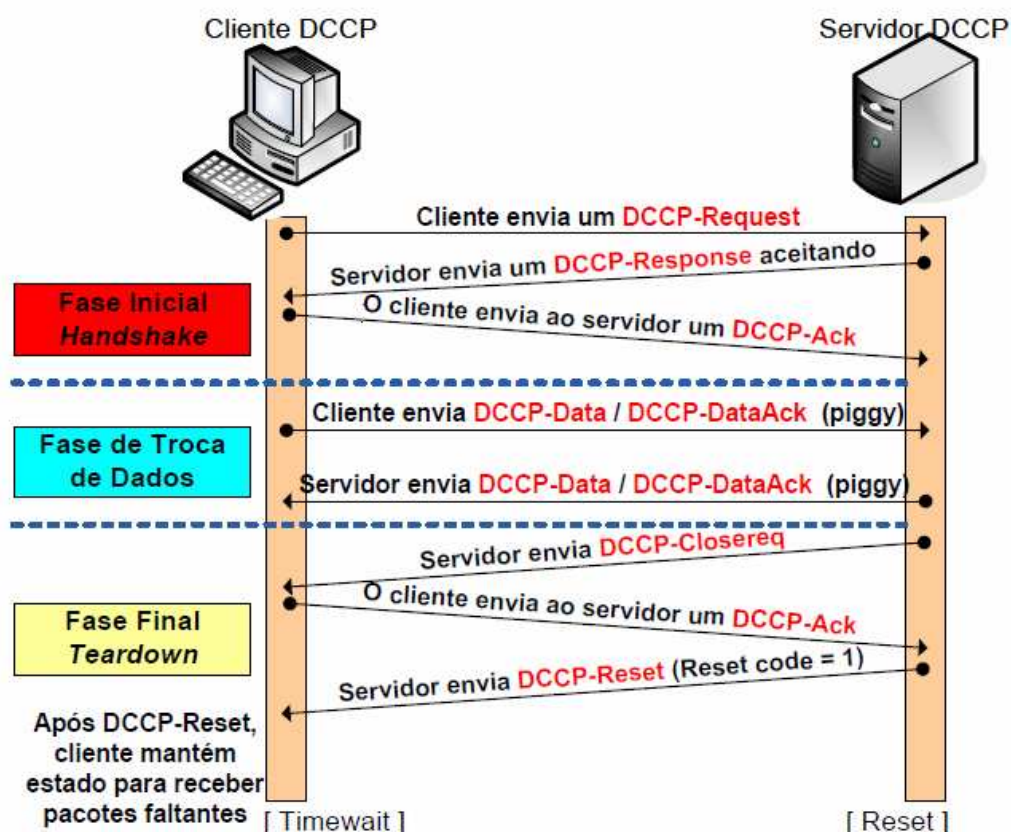 Cliente DCCP
Servidor DCCP
Cliente envia um DCCP-Request
Servidor envia um DCCP-Response aceitando
Fase Inicial
Handshake
O cliente envia ao servidor um DCCP-Ack
Cliente envia DCCP-Data / DCCP-DataAck (piggy)
Fase de Troca
de Dados
Servidor envia DCCP-Data / DCCP-DataAck (piggy)
Servidor envia DCCP-Closereq
O cliente envia ao servidor um DCCP-Ack
Fase Final
Teardown
Servidor envia DCCP-Reset (Reset code = 1)
Após DCCP-Reset,
cliente mantém
estado para receber
pacotes faltantes
[ Timewait ]
[ Reset ]